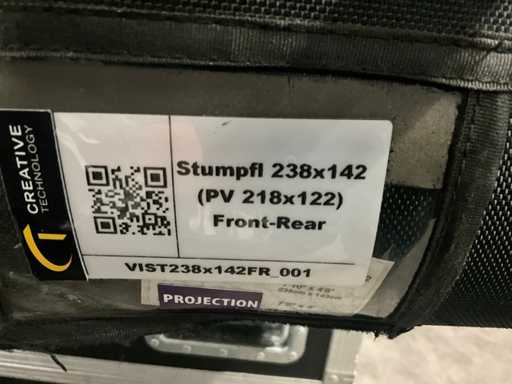 CREATIVE
TECHNOLOGY
Stumpfl 238x142
(PV 218x122)
Front-Rear
VIST238x142FR_001
PROJECTION